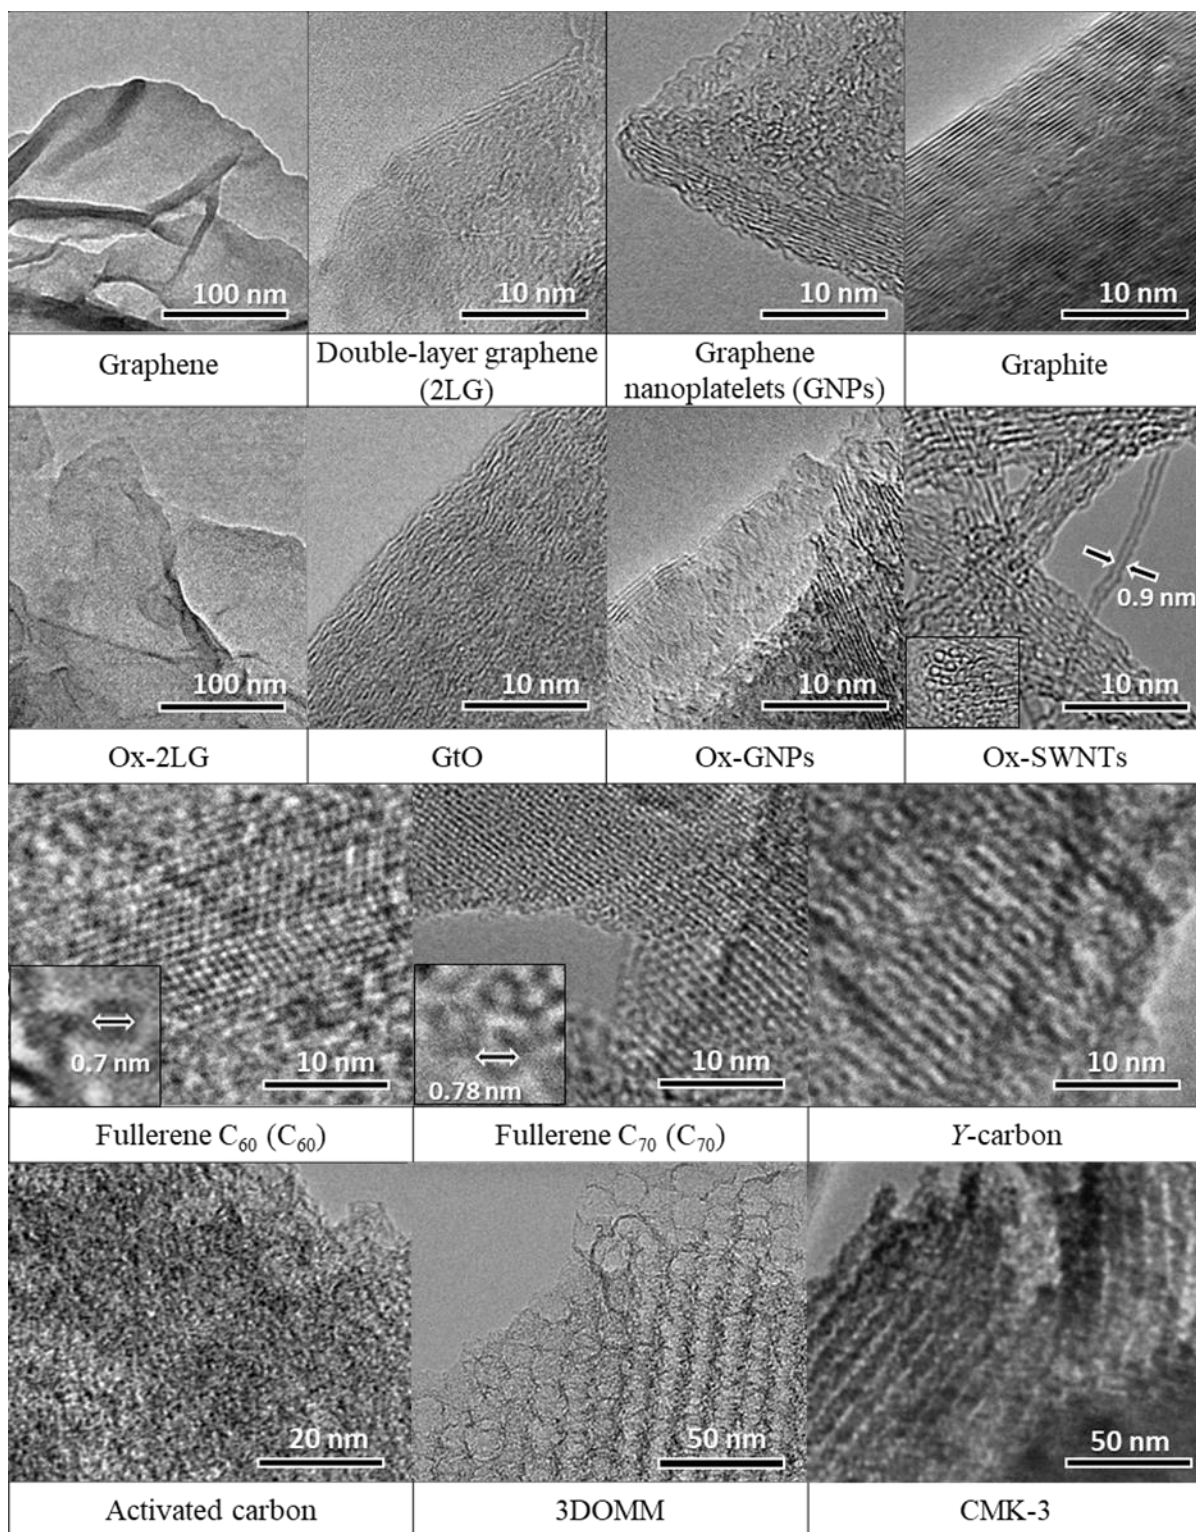 100 nm
10 nm
10 nm
10 nm
Graphene
Double-layer graphene
(2LG)
Graphene
nanoplatelets (GNPs)
Graphite
100 nm
10 nm
10 nm
0.9 nm
10 nm
Ox-2LG
GtO
Ox-GNPs
Ox-SWNTs
0.7 nm
10 nm
0.78 nm
10 nm
10 nm
Fullerene C₆₀ (C₆₀)
Fullerene C₇₀ (C₇₀)
Y-carbon
20 nm
50 nm
50 nm
Activated carbon
3DOMM
CMK-3